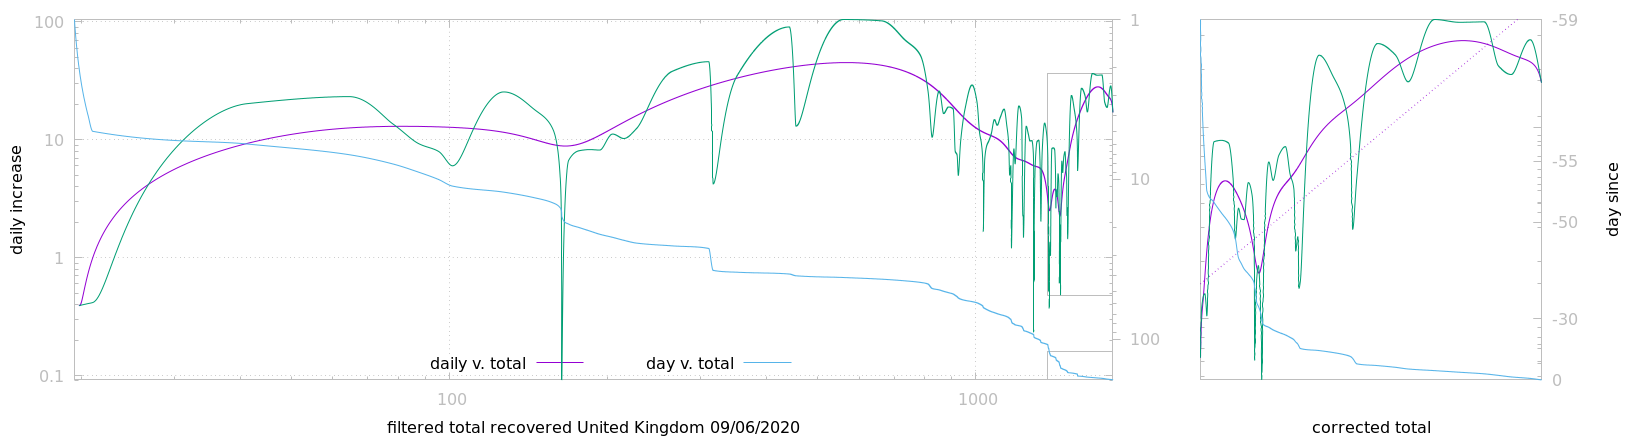 100
10
1
0.1
daily increase
daily v. total
day v. total
100
1000
filtered total recovered United Kingdom 09/06/2020
1
10
100
-59
-55
-50
-30
0
day since
corrected total